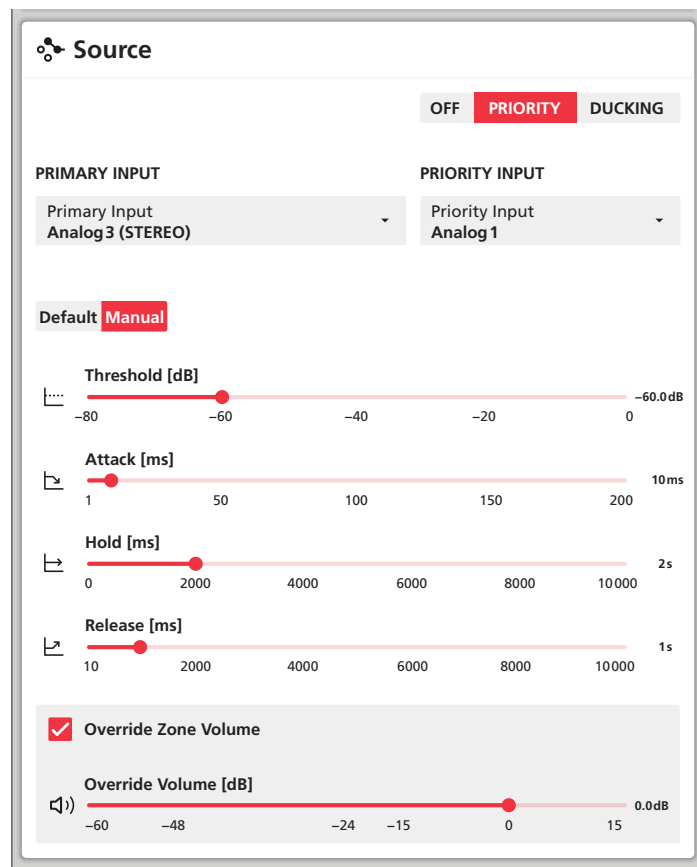 Source
OFF PRIORITY DUCKING
PRIMARY INPUT PRIORITY INPUT
Primary Input Priority Input
Analog 3 (STEREO) Analog 1
Default Manual
Threshold [dB]
−60.0 dB
−80 −60 −40 −20 0
Attack [ms]
10 ms
1 50 100 150 200
Hold [ms]
2 s
0 2000 4000 6000 8000 10 000
Release [ms]
1 s
10 2000 4000 6000 8000 10 000
Override Zone Volume
Override Volume [dB]
0.0 dB
−60 −48 −24 −15 0 15